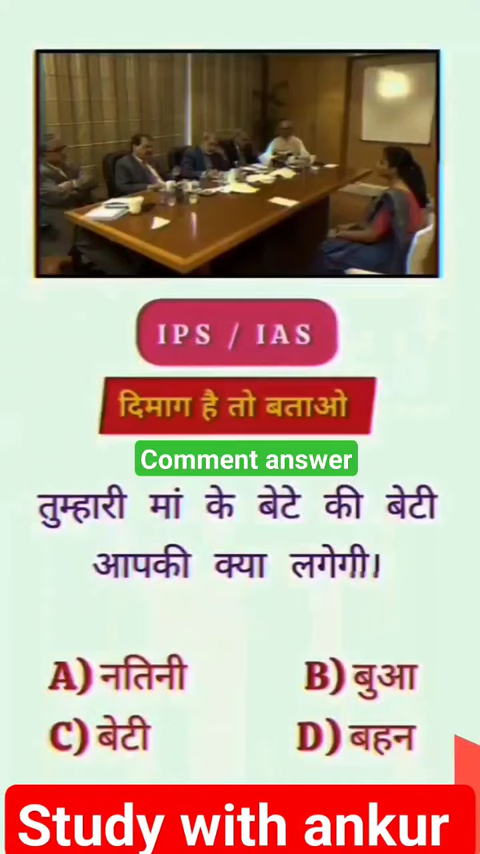 IPS / IAS
दिमाग है तो बताओ
Comment answer
तुम्हारी मां के बेटे की बेटी
आपकी क्या लगेगी।
A) नतिनी B) बुआ
C) बेटी D) बहन
Study with ankur